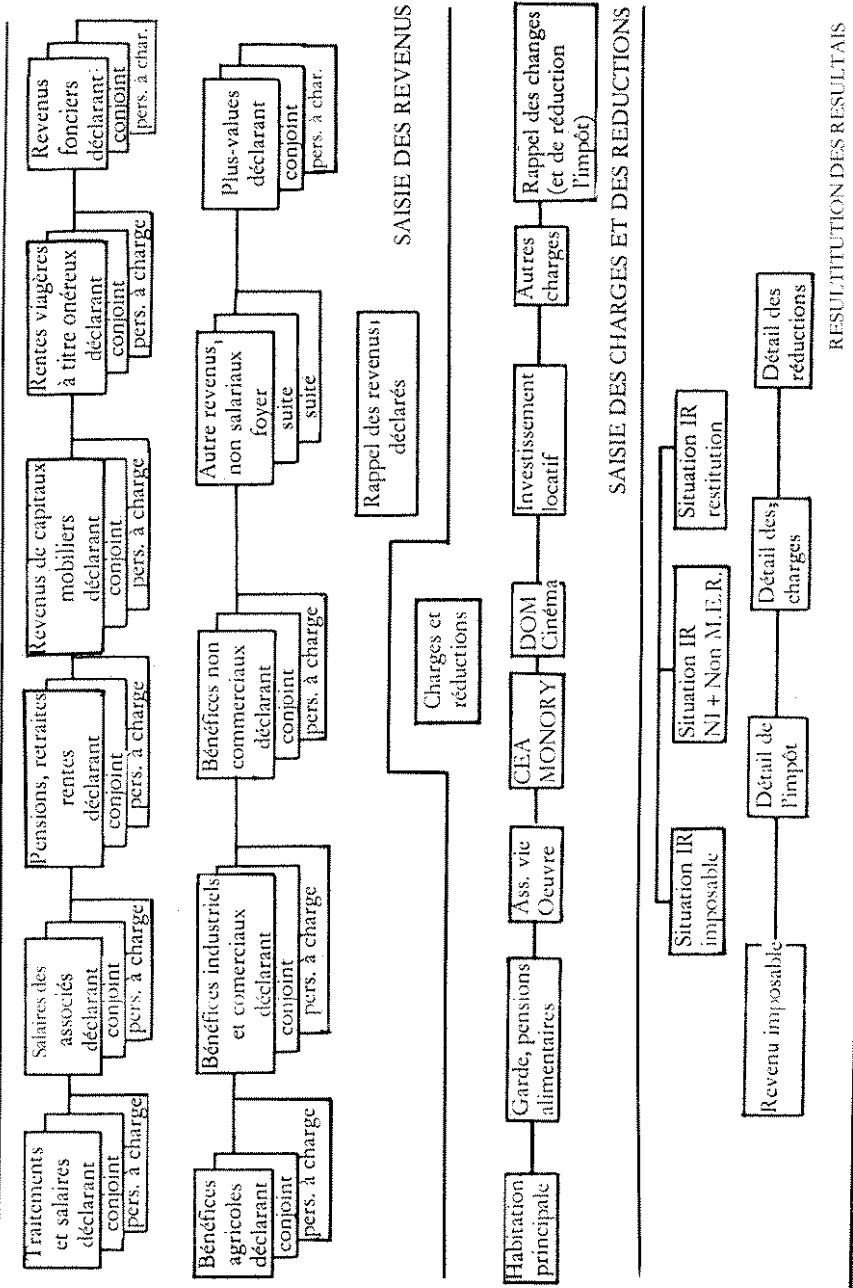 Traitements
et salaires
déclarant
conjoint
pers. à charge
Salaires des
associés
déclarant
conjoint
pers. à charge
Pensions, retraites
rentes
déclarant
conjoint
pers. à charge
Revenus de capitaux
mobiliers
déclarant
conjoint
pers. à charge
Rentes viagères
à titre onéreux
déclarant
conjoint
pers. à charge
Revenus
fonciers
déclarant
conjoint
pers. à char.
Bénéfices
agricoles
déclarant
conjoint
pers. à charge
Bénéfices industriels
et comerciaux
déclarant
conjoint
pers. à charge
Bénéfices non
commerciaux
déclarant
conjoint
pers. à charge
Autre revenus,
non salariaux
foyer
suite
suite
Plus-values
déclarant
conjoint
pers. à char.
Rappel des revenus,
déclarés
SAISIE DES REVENUS
Charges et
réductions
Habitation
principale
Garde, pensions
alimentaires
Ass. vie
Oeuvre
CEA
MONORY
DOM
Cinéma
Investissement
locatif
Autres
charges
Rappel des changes
(et de réduction
l'impôt)
SAISIE DES CHARGES ET DES REDUCTIONS
Situation IR
imposable
Situation IR
NI + Non M.E.R.
Situation IR
restitution
Revenu imposable
Détail de
l'impôt
Détail des,
charges
Détail des
réductions
RESULTITUTION DES RESULTAIS